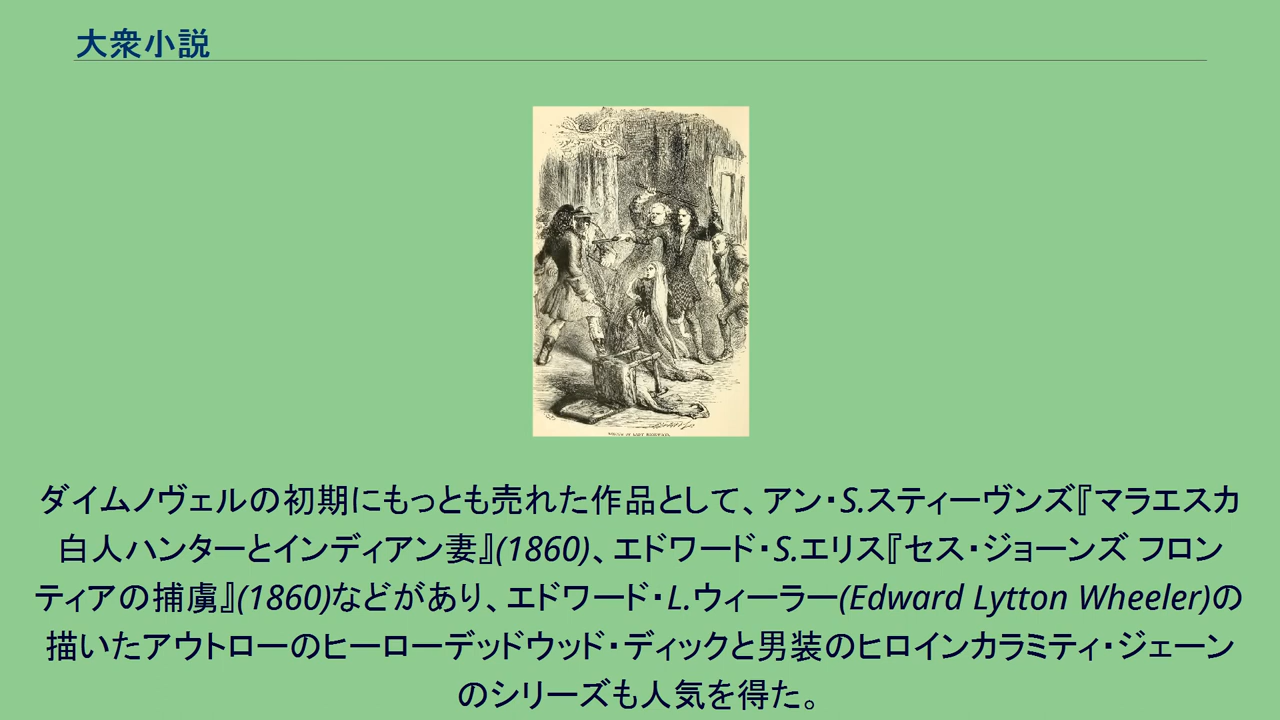 大衆小説
ダイムノヴェルの初期にもっとも売れた作品として、アン・S.スティーヴンズ『マラエスカ
白人ハンターとインディアン妻』(1860)、エドワード・S.エリス『セス・ジョーンズ フロン
ティアの捕虜』(1860)などがあり、エドワード・L.ウィーラー(Edward Lytton Wheeler)の
描いたアウトローのヒーローデッドウッド・ディックと男装のヒロインカラミティ・ジェーン
のシリーズも人気を得た。